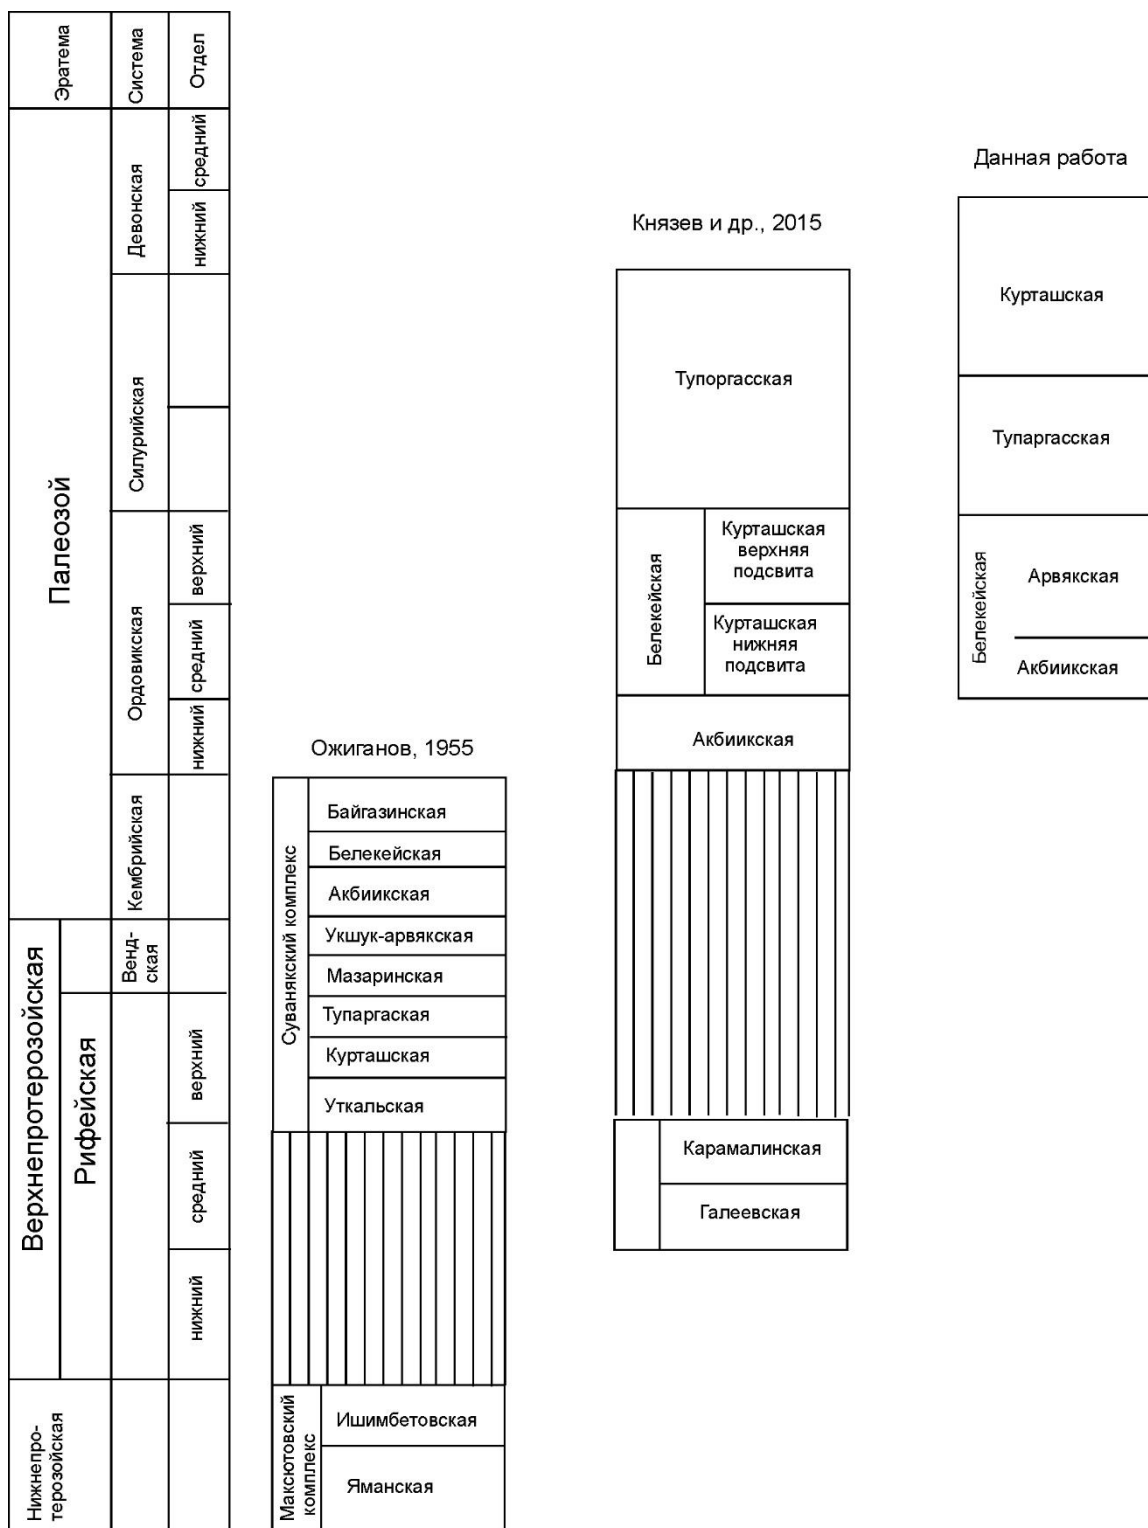 Эратема
Система
Отдел
Палеозой
Девонская
средний
нижний
Силурийская
Ордовикская
верхний
средний
нижний
Кембрийская
Верхнепротерозойская
Рифейская
Венд-
ская
верхний
средний
нижний
Нижнепро-
терозойская
Ожиганов, 1955
Суванякский комплекс
Байгазинская
Белекейская
Акбиикская
Укшук-арвякская
Мазаринская
Тупаргаская
Курташская
Уткальская
Максютовский
комплекс
Ишимбетовская
Яманская
Князев и др., 2015
Тупоргасская
Белекейская
Курташская
верхняя
подсвита
Курташская
нижняя
подсвита
Акбиикская
Карамалинская
Галеевская
Данная работа
Курташская
Тупаргасская
Белекейская
Арвякская
Акбиикская